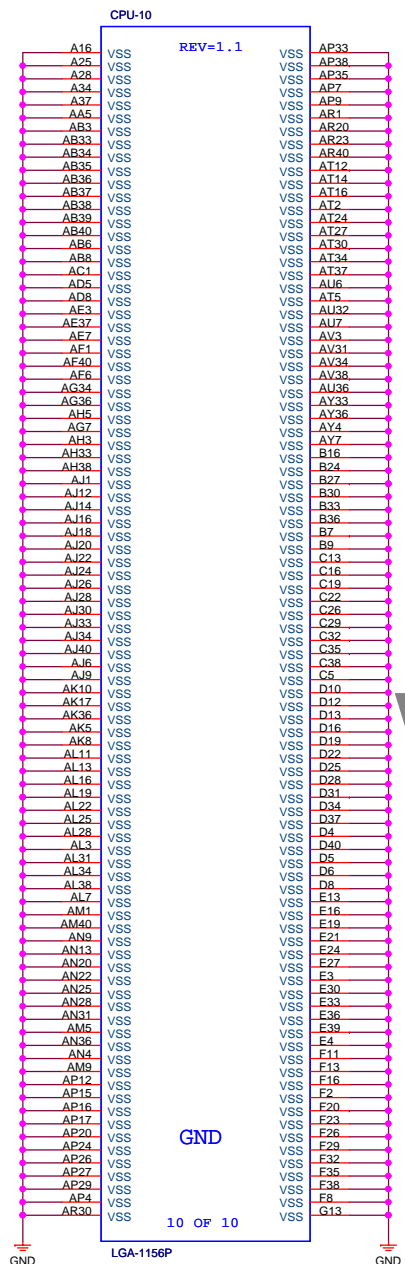 CPU-10
REV=1.1
A16 VSS VSS AP33
A25 VSS VSS AP38
A28 VSS VSS AP35
A34 VSS VSS AP7
A37 VSS VSS AP9
AA5 VSS VSS AR1
AB3 VSS VSS AR20
AB33 VSS VSS AR23
AB34 VSS VSS AR40
AB35 VSS VSS AT12
AB36 VSS VSS AT14
AB37 VSS VSS AT16
AB38 VSS VSS AT2
AB39 VSS VSS AT24
AB40 VSS VSS AT27
AB6 VSS VSS AT30
AB8 VSS VSS AT34
AC1 VSS VSS AT37
AD5 VSS VSS AU6
AD8 VSS VSS AT5
AE3 VSS VSS AU32
AE37 VSS VSS AU7
AE7 VSS VSS AV3
AF1 VSS VSS AV31
AF40 VSS VSS AV34
AF6 VSS VSS AV38
AG34 VSS VSS AU36
AG36 VSS VSS AY33
AH5 VSS VSS AY36
AG7 VSS VSS AY4
AH3 VSS VSS AY7
AH33 VSS VSS B16
AH38 VSS VSS B24
AJ1 VSS VSS B27
AJ12 VSS VSS B30
AJ14 VSS VSS B33
AJ16 VSS VSS B36
AJ18 VSS VSS B7
AJ20 VSS VSS B9
AJ22 VSS VSS C13
AJ24 VSS VSS C16
AJ26 VSS VSS C19
AJ28 VSS VSS C22
AJ30 VSS VSS C26
AJ33 VSS VSS C29
AJ34 VSS VSS C32
AJ40 VSS VSS C35
AJ6 VSS VSS C38
AJ9 VSS VSS C5
AK10 VSS VSS D10
AK17 VSS VSS D12
AK36 VSS VSS D13
AK5 VSS VSS D16
AK8 VSS VSS D19
AL11 VSS VSS D22
AL13 VSS VSS D25
AL16 VSS VSS D28
AL19 VSS VSS D31
AL22 VSS VSS D34
AL25 VSS VSS D37
AL28 VSS VSS D4
AL3 VSS VSS D40
AL31 VSS VSS D5
AL34 VSS VSS D6
AL38 VSS VSS D8
AL7 VSS VSS E13
AM1 VSS VSS E16
AM40 VSS VSS E19
AN9 VSS VSS E21
AN13 VSS VSS E24
AN20 VSS VSS E27
AN22 VSS VSS E3
AN25 VSS VSS E30
AN28 VSS VSS E33
AN31 VSS VSS E36
AM5 VSS VSS E39
AN36 VSS VSS E4
AN4 VSS VSS F11
AM9 VSS VSS F13
AP12 VSS VSS F16
AP15 VSS VSS F2
AP16 VSS VSS F20
AP17 VSS VSS F23
AP20 VSS GND VSS F26
AP24 VSS VSS F29
AP26 VSS VSS F32
AP27 VSS VSS F35
AP29 VSS VSS F38
AP4 VSS VSS F8
AR30 VSS VSS G13
10 OF 10
LGA-1156P
GND GND